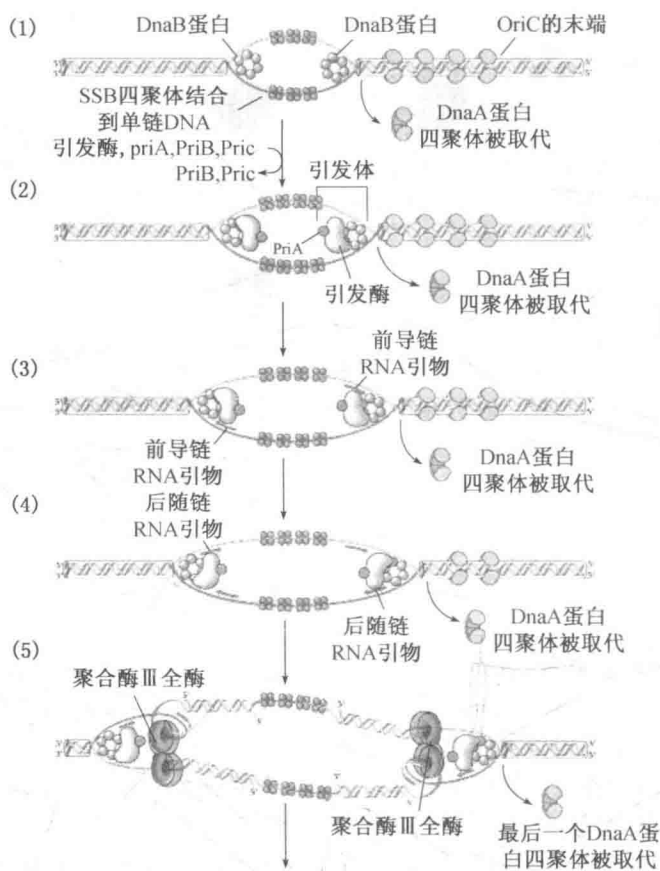 (1)
DnaB蛋白
DnaB蛋白
OriC的末端
SSB四聚体结合
到单链DNA
引发酶, priA,PriB,Pric
PriB,Pric
DnaA蛋白
四聚体被取代
(2)
引发体
PriA
引发酶
DnaA蛋白
四聚体被取代
(3)
前导链
RNA引物
前导链
RNA引物
DnaA蛋白
四聚体被取代
(4)
后随链
RNA引物
后随链
RNA引物
DnaA蛋白
四聚体被取代
(5)
聚合酶Ⅲ全酶
聚合酶Ⅲ全酶
最后一个DnaA蛋
白四聚体被取代